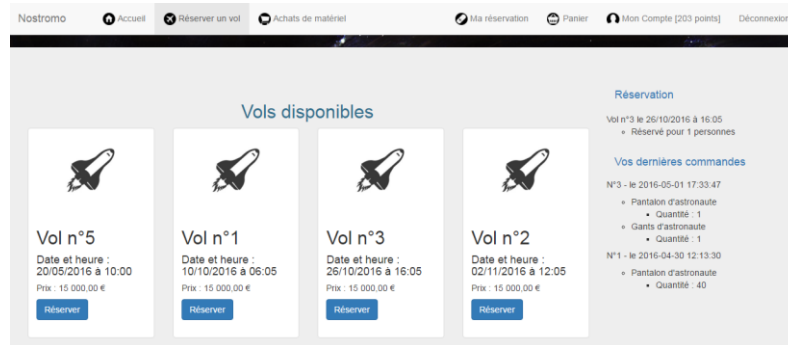 Nostromo Accueil Réserver un vol Achats de matériel Ma réservation Panier Mon Compte [203 points] Déconnexion
Vols disponibles
Vol n°5
Date et heure :
20/05/2016 à 10:00
Prix : 15 000,00 €
Réserver
Vol n°1
Date et heure :
10/10/2016 à 06:05
Prix : 15 000,00 €
Réserver
Vol n°3
Date et heure :
26/10/2016 à 16:05
Prix : 15 000,00 €
Réserver
Vol n°2
Date et heure :
02/11/2016 à 12:05
Prix : 15 000,00 €
Réserver
Réservation
Vol n°3 le 26/10/2016 à 16:05
Réservé pour 1 personnes
Vos dernières commandes
N°3 - le 2016-05-01 17:33:47
Pantalon d'astronaute
Quantité : 1
Gants d'astronaute
Quantité : 1
N°1 - le 2016-04-30 12:13:30
Pantalon d'astronaute
Quantité : 40